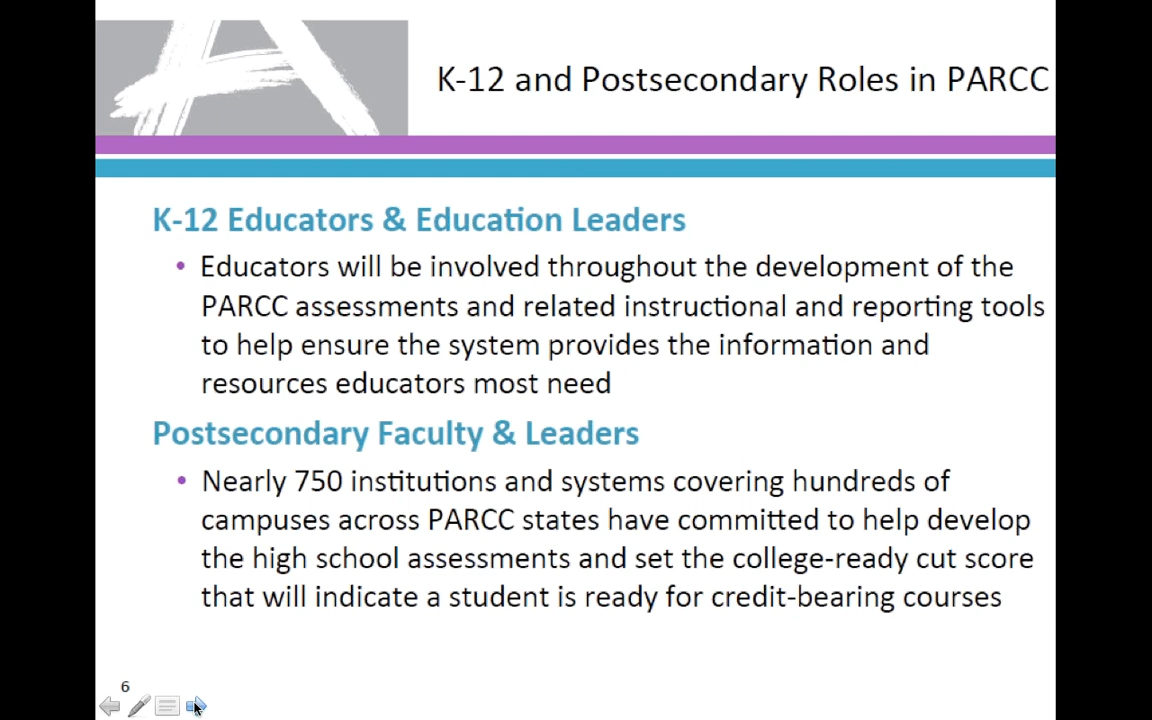 K-12 and Postsecondary Roles in PARCC
K-12 Educators & Education Leaders
• Educators will be involved throughout the development of the
PARCC assessments and related instructional and reporting tools
to help ensure the system provides the information and
resources educators most need
Postsecondary Faculty & Leaders
• Nearly 750 institutions and systems covering hundreds of
campuses across PARCC states have committed to help develop
the high school assessments and set the college-ready cut score
that will indicate a student is ready for credit-bearing courses
6